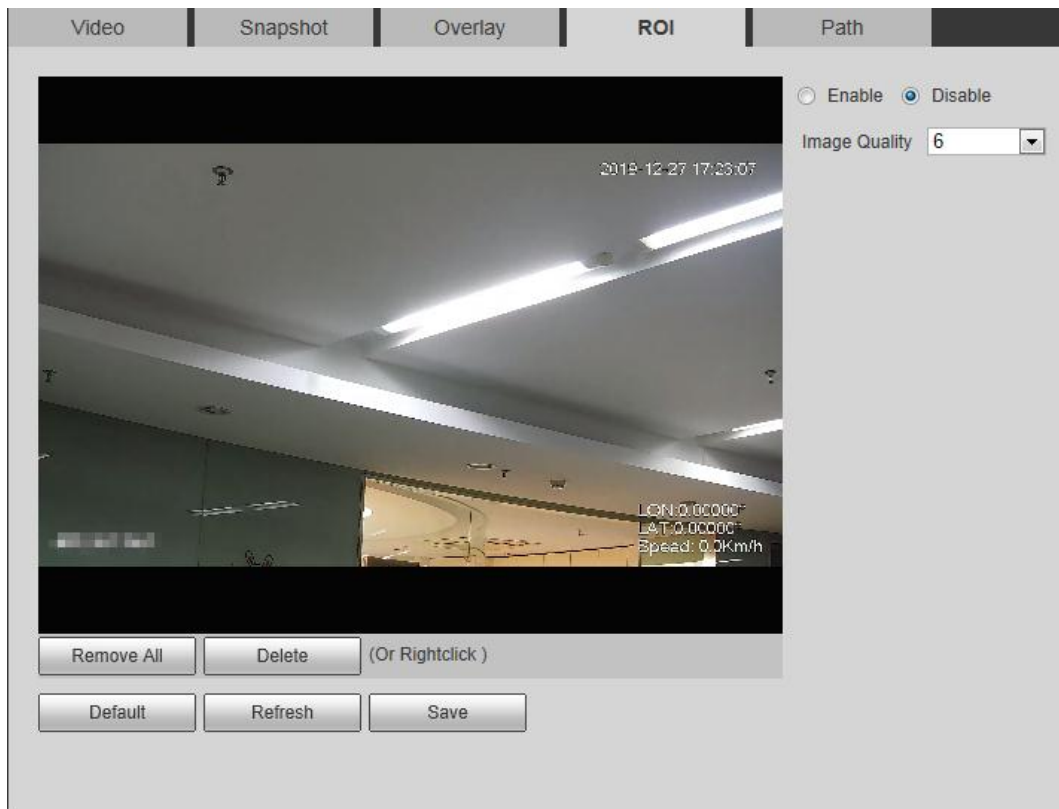 Video Snapshot Overlay ROI Path
Enable Disable
Image Quality 6
2019-12-27 17:23:07
LON:0.00000°
LAT:0.00000°
Speed: 0.0Km/h
Remove All Delete (Or Rightclick )
Default Refresh Save